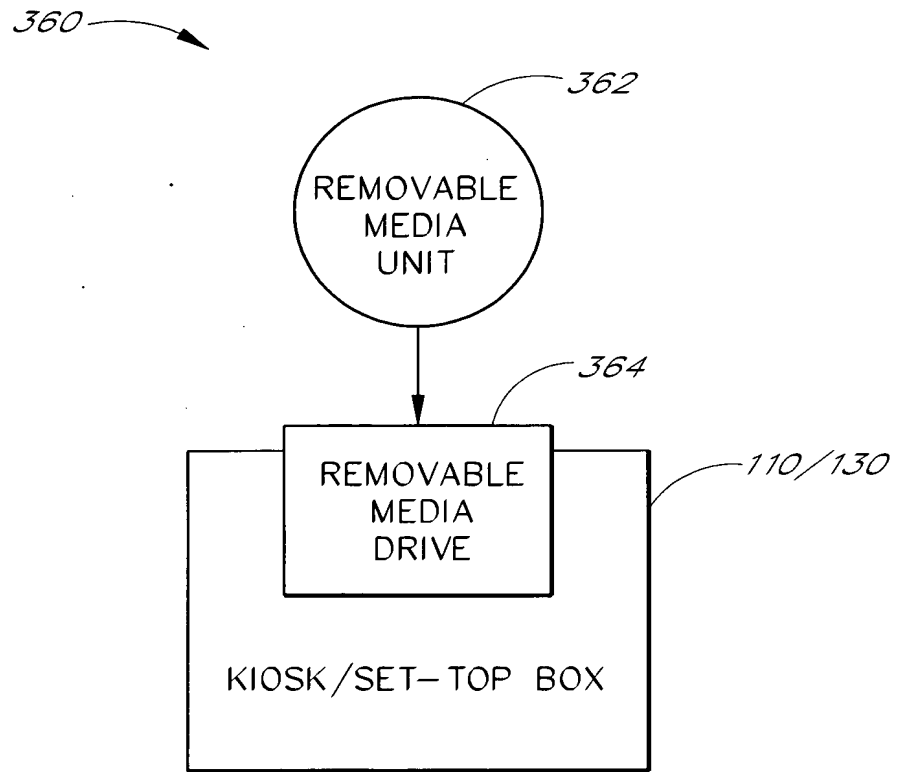 360
362
REMOVABLE
MEDIA
UNIT
364
REMOVABLE
MEDIA
DRIVE
110/130
KIOSK/SET-TOP BOX